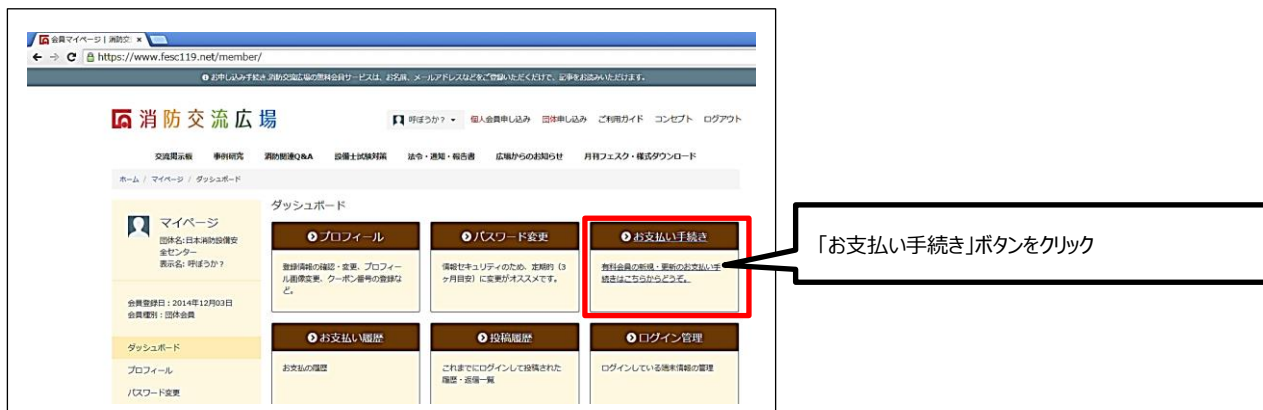 会員マイページ | 消防交
https://www.fesc119.net/member/
お申し込み手続き 消防交流広場の無料会員サービスは、お名前、メールアドレスなどをご登録いただくだけで、記事をお読みいただけます。
消防交流広場
呼ぼうか? 個人会員申し込み 団体申し込み ご利用ガイド コンセプト ログアウト
交流掲示板 事例研究 消防関連Q&A 設備士試験対策 法令・通知・報告書 広場からのお知らせ 月刊フェスク・様式ダウンロード
ホーム / マイページ / ダッシュボード
マイページ
団体名:日本消防設備安
全センター
表示名: 呼ぼうか?
会員登録日：2014年12月03日
会員種別：団体会員
ダッシュボード
プロフィール
パスワード変更
ダッシュボード
プロフィール
登録情報の確認・変更、プロフィー
ル画像変更、クーポン番号の登録な
ど。
パスワード変更
情報セキュリティのため、定期的（3
ヶ月目安）に変更がオススメです。
お支払い手続き
有料会員の新規・更新のお支払い手
続きはこちらからどうぞ。
お支払い履歴
お支払の履歴
投稿履歴
これまでにログインして投稿された
履歴・返信一覧
ログイン管理
ログインしている端末情報の管理
「お支払い手続き」ボタンをクリック